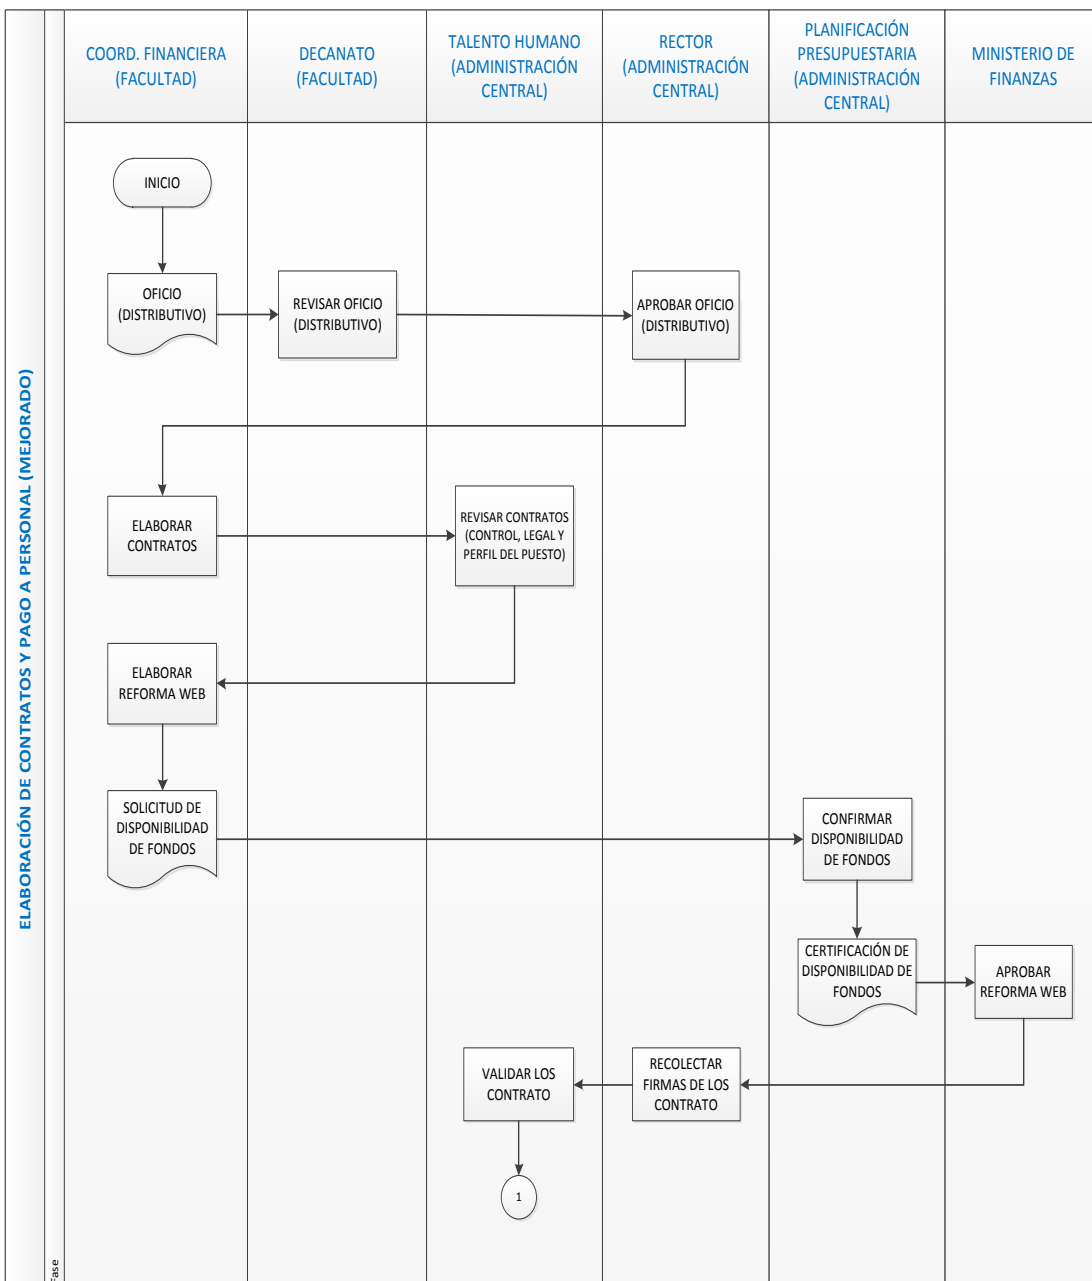 ELABORACIÓN DE CONTRATOS Y PAGO A PERSONAL (MEJORADO)
Fase
COORD. FINANCIERA
(FACULTAD)
DECANATO
(FACULTAD)
TALENTO HUMANO
(ADMINISTRACIÓN
CENTRAL)
RECTOR
(ADMINISTRACIÓN
CENTRAL)
PLANIFICACIÓN
PRESUPUESTARIA
(ADMINISTRACIÓN
CENTRAL)
MINISTERIO DE
FINANZAS
INICIO
OFICIO
(DISTRIBUTIVO)
REVISAR OFICIO
(DISTRIBUTIVO)
APROBAR OFICIO
(DISTRIBUTIVO)
ELABORAR
CONTRATOS
REVISAR CONTRATOS
(CONTROL, LEGAL Y
PERFIL DEL PUESTO)
ELABORAR
REFORMA WEB
SOLICITUD DE
DISPONIBILIDAD
DE FONDOS
CONFIRMAR
DISPONIBILIDAD
DE FONDOS
CERTIFICACIÓN DE
DISPONIBILIDAD DE
FONDOS
APROBAR
REFORMA WEB
RECOLECTAR
FIRMAS DE LOS
CONTRATO
VALIDAR LOS
CONTRATO
1